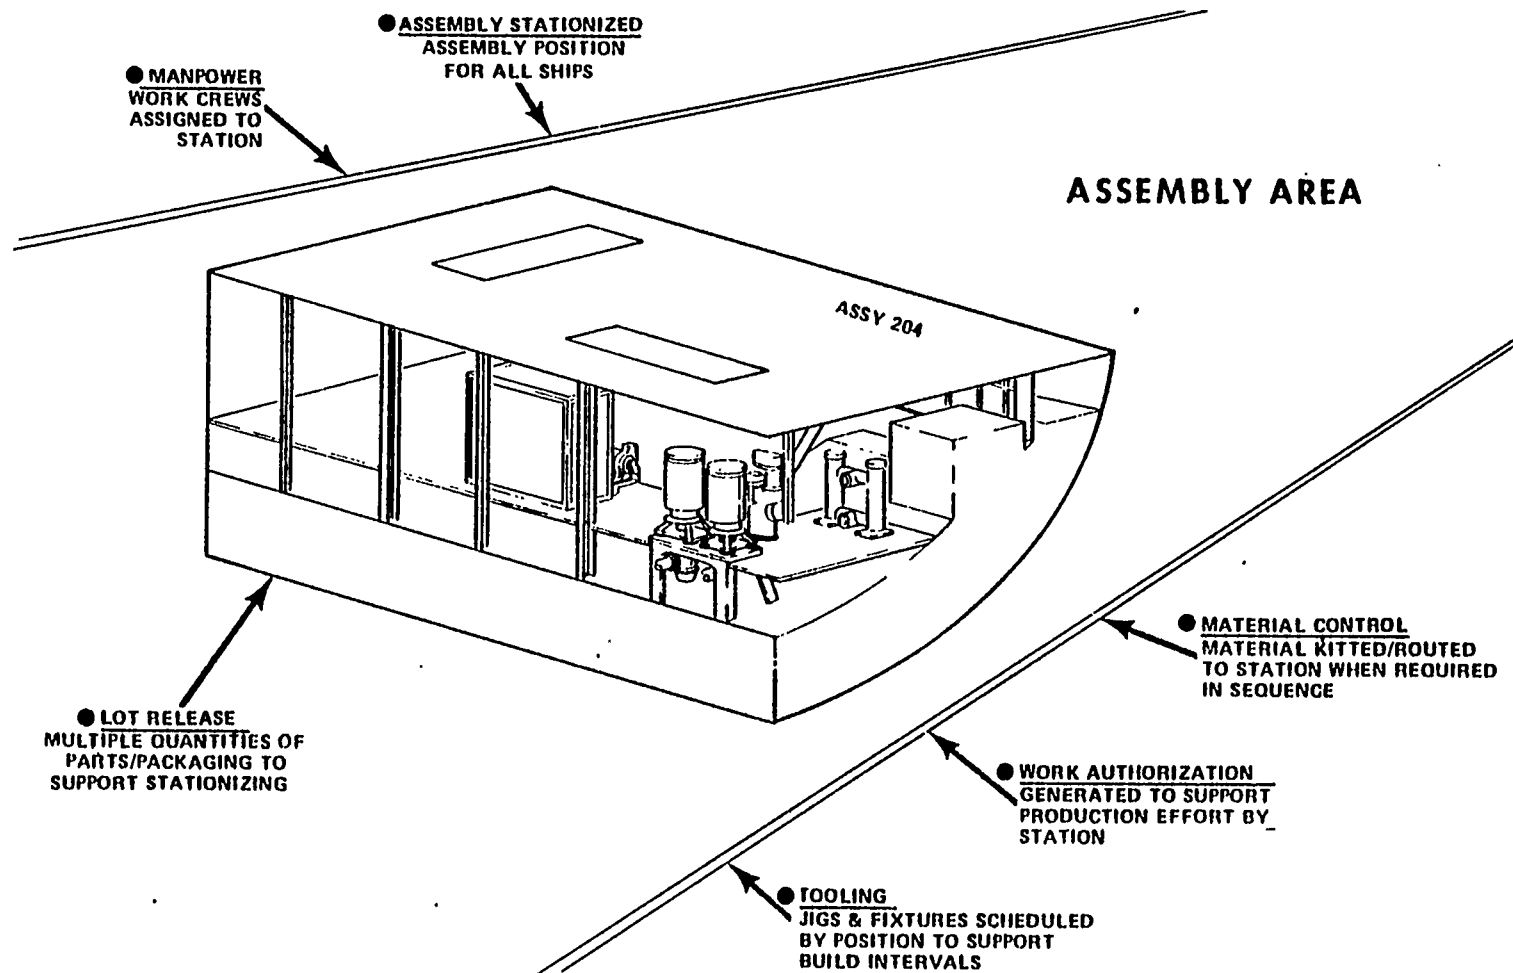 ● ASSEMBLY STATIONIZED
ASSEMBLY POSITION
FOR ALL SHIPS
● MANPOWER
WORK CREWS
ASSIGNED TO
STATION
ASSEMBLY AREA
ASSY 204
● MATERIAL CONTROL
MATERIAL KITTED/ROUTED
TO STATION WHEN REQUIRED
IN SEQUENCE
● LOT RELEASE
MULTIPLE QUANTITIES OF
PARTS/PACKAGING TO
SUPPORT STATIONIZING
● WORK AUTHORIZATION
GENERATED TO SUPPORT
PRODUCTION EFFORT BY
STATION
● TOOLING
JIGS & FIXTURES SCHEDULED
BY POSITION TO SUPPORT
BUILD INTERVALS